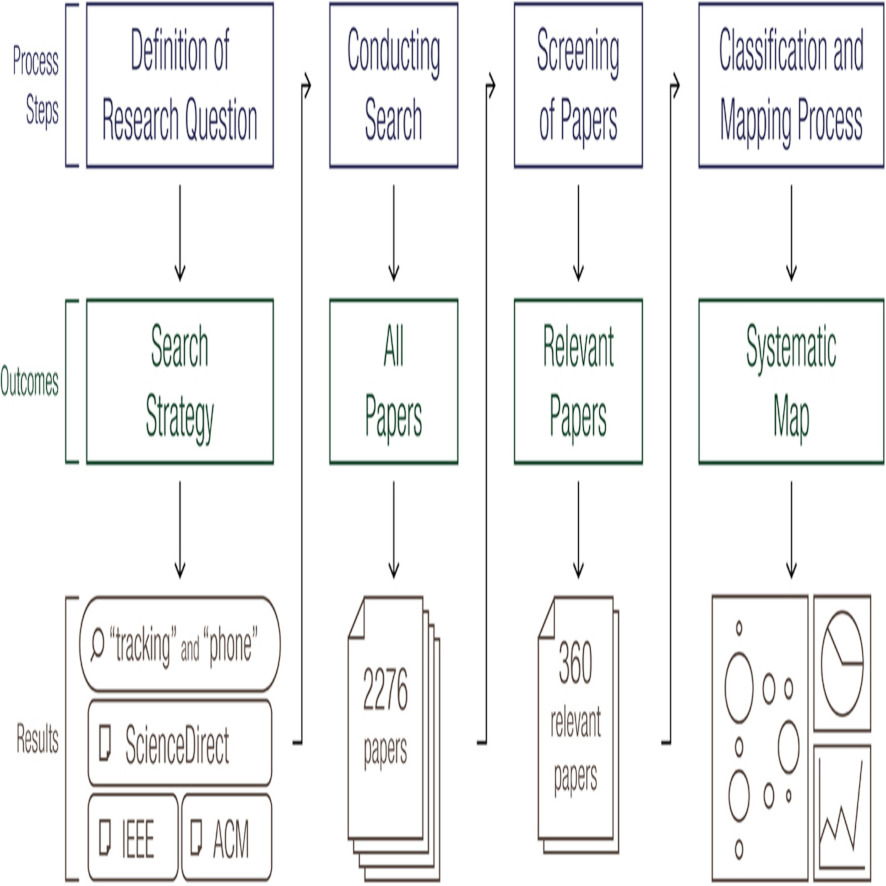 Process
Steps
Definition of
Research Question
Conducting
Search
Screening
of Papers
Classification and
Mapping Process
Outcomes
Search
Strategy
All
Papers
Relevant
Papers
Systematic
Map
Results
“tracking” and “phone”
ScienceDirect
IEEE
ACM
2276
papers
360
relevant
papers